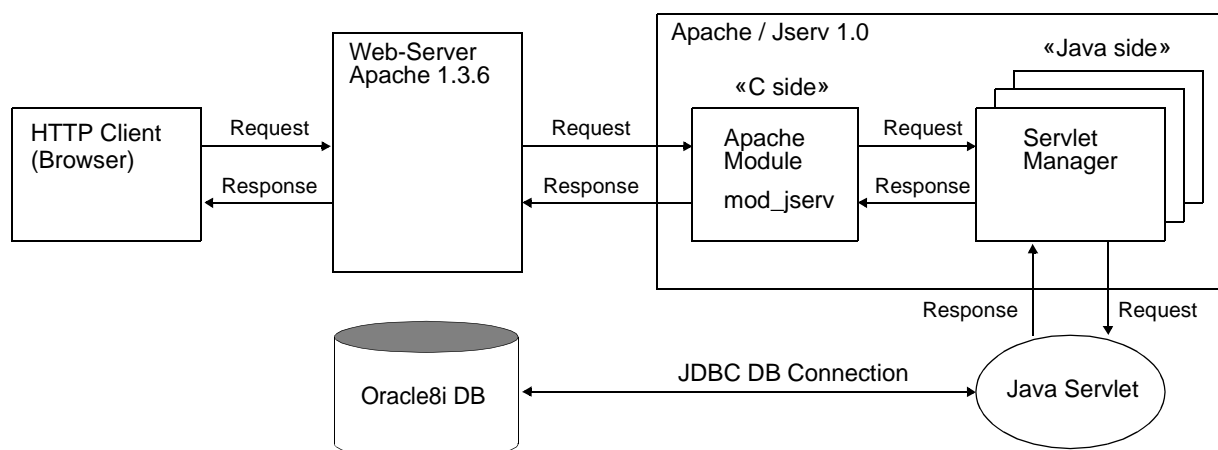 Apache / Jserv 1.0
Web-Server
Apache 1.3.6
«Java side»
«C side»
HTTP Client
(Browser)
Request
Response
Request
Response
Apache
Module
mod_jserv
Request
Response
Servlet
Manager
Response
Request
Oracle8i DB
JDBC DB Connection
Java Servlet